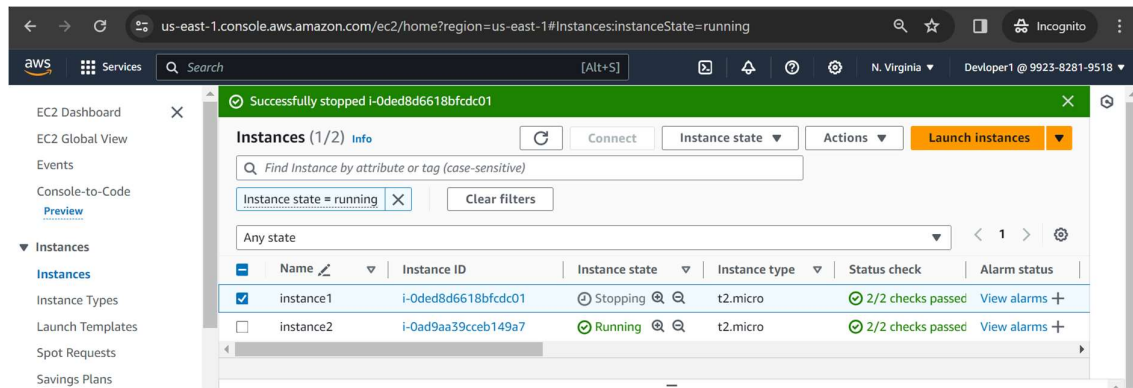 us-east-1.console.aws.amazon.com/ec2/home?region=us-east-1#Instances:instanceState=running
Incognito
aws
Services
Search
[Alt+S]
N. Virginia
Devloper1 @ 9923-8281-9518
EC2 Dashboard
EC2 Global View
Events
Console-to-Code
Preview
Instances
Instances
Instance Types
Launch Templates
Spot Requests
Savings Plans
Successfully stopped i-0ded8d6618bfcdc01
Instances (1/2) Info
Connect
Instance state
Actions
Launch instances
Find Instance by attribute or tag (case-sensitive)
Instance state = running
Clear filters
Any state
1
Name Instance ID Instance state Instance type Status check Alarm status
instance1 i-0ded8d6618bfcdc01 Stopping t2.micro 2/2 checks passed View alarms +
instance2 i-0ad9aa39cceb149a7 Running t2.micro 2/2 checks passed View alarms +